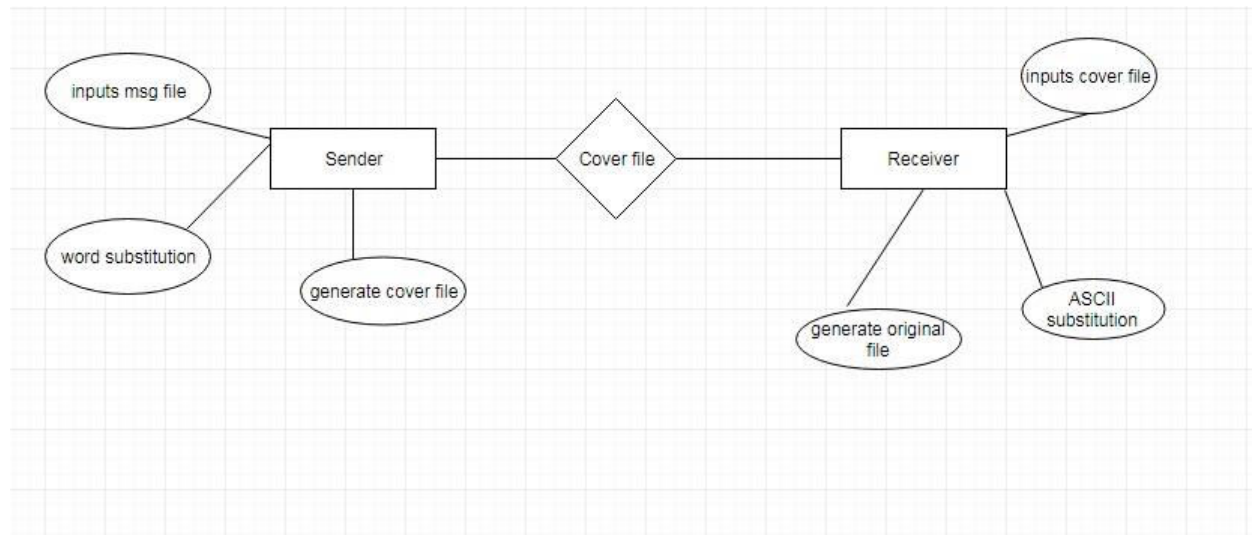 inputs msg file
inputs cover file
Sender
Cover file
Receiver
word substitution
generate cover file
ASCII
substitution
generate original
file